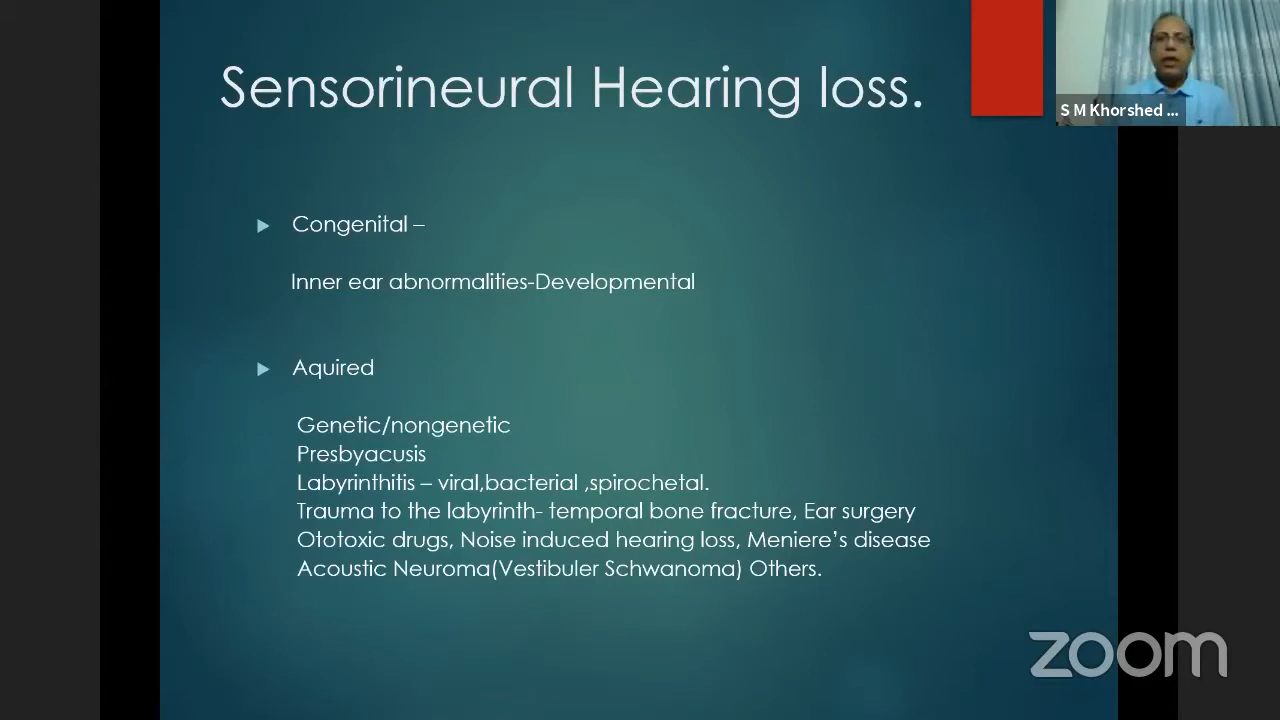 Sensorineural Hearing loss.
S M Khorshed ...
Congenital –
Inner ear abnormalities-Developmental
Aquired
Genetic/nongenetic
Presbyacusis
Labyrinthitis – viral,bacterial ,spirochetal.
Trauma to the labyrinth- temporal bone fracture, Ear surgery
Ototoxic drugs, Noise induced hearing loss, Meniere’s disease
Acoustic Neuroma(Vestibuler Schwanoma) Others.
zoom